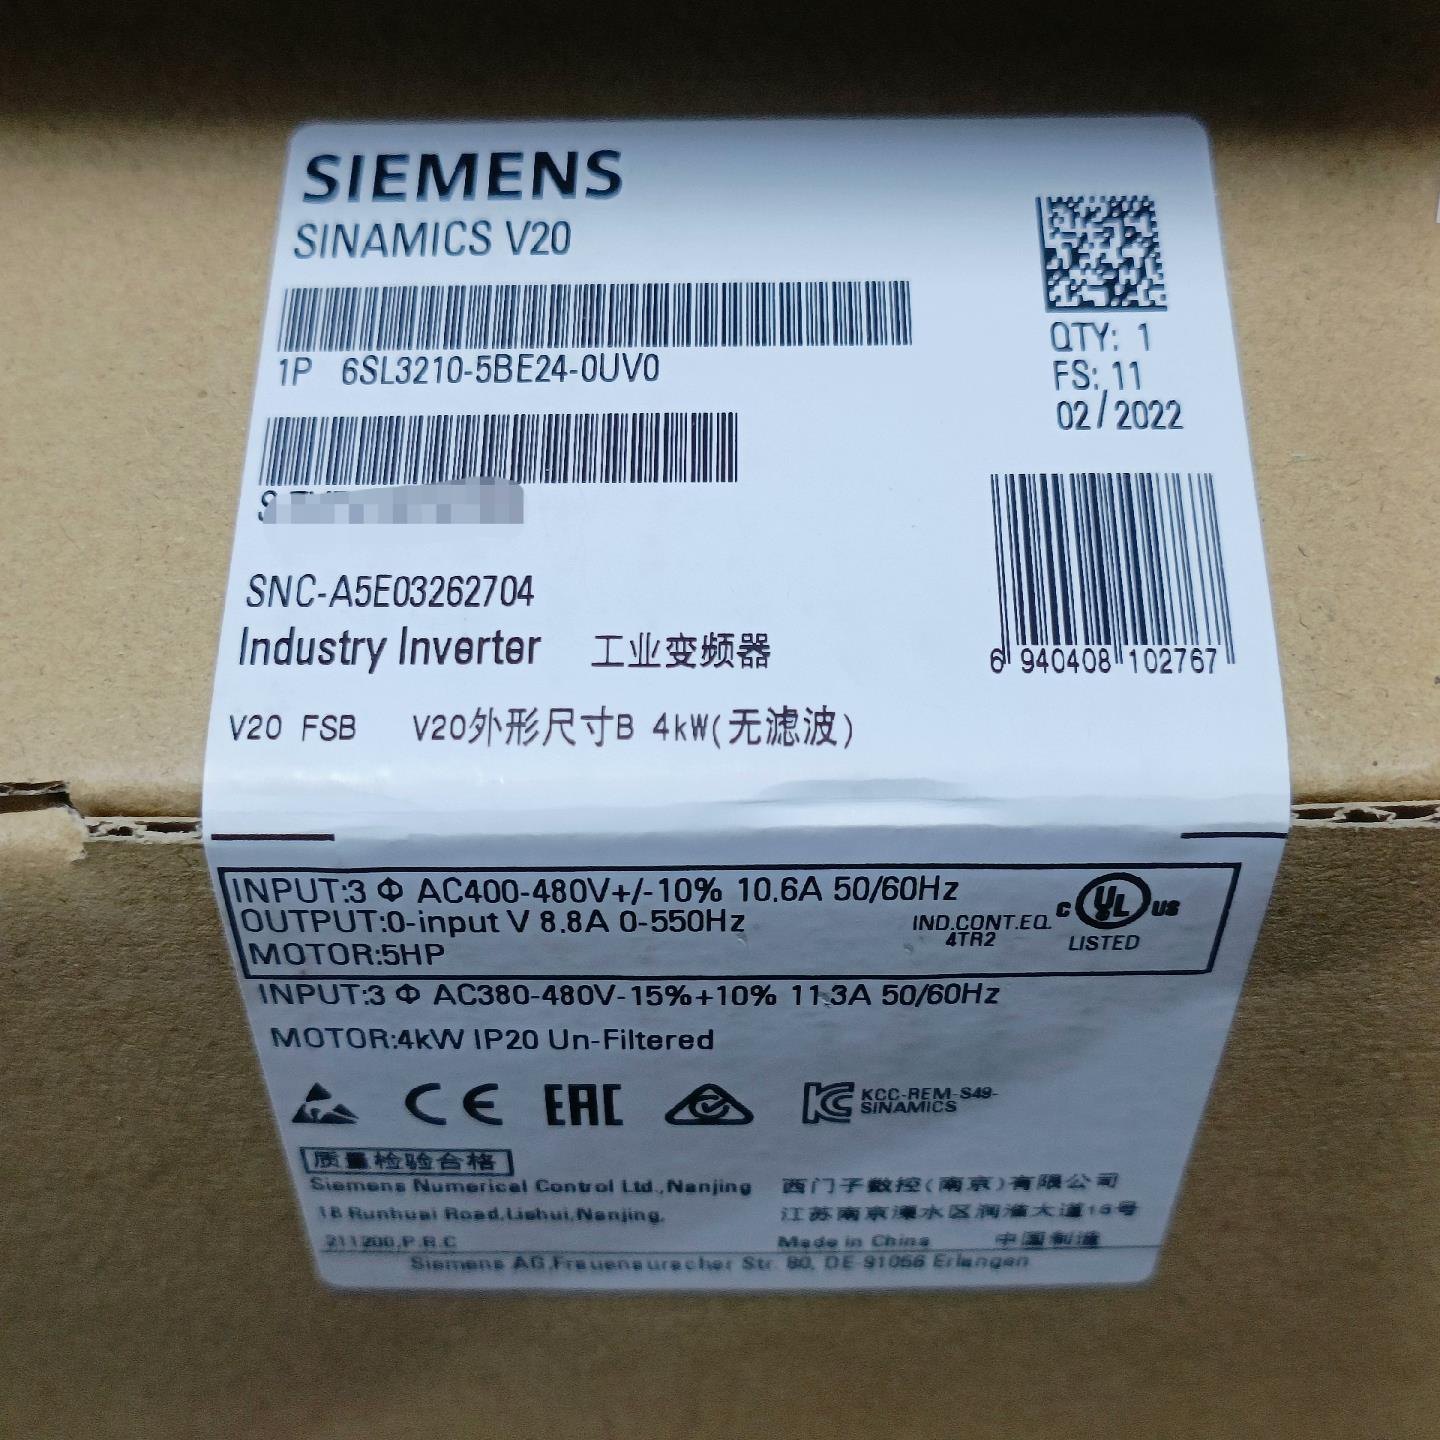 SIEMENS
SINAMICS V20
1P 6SL3210-5BE24-0UV0
QTY: 1
FS: 11
02/2022
SNC-A5E03262704
Industry Inverter 工业变频器
6 940408 102767
V20 FSB V20外形尺寸B 4kW(无滤波)
INPUT:3 Φ AC400-480V+/-10% 10.6A 50/60Hz
OUTPUT:0-input V 8.8A 0-550Hz
MOTOR:5HP
IND.CONT.EQ.
4TR2
C UL US
LISTED
INPUT:3 Φ AC380-480V-15%+10% 11.3A 50/60Hz
MOTOR:4kW IP20 Un-Filtered
CE EAC KC KCC-REM-S49-
SINAMICS
质量检验合格
Siemens Numerical Control Ltd.,Nanjing 西门子数控(南京)有限公司
18 Runhuai Road,Lishui,Nanjing, 江苏南京溧水区润淮大道18号
211200,P.R.C Made in China 中国制造
Siemens AG,Frauenauracher Str. 80, DE-91056 Erlangen